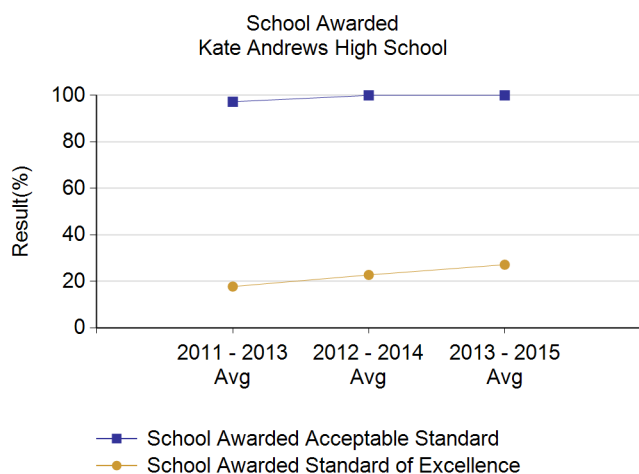 School Awarded
Kate Andrews High School
100
80
60
40
20
0
Result(%)
2011 - 2013 Avg
2012 - 2014 Avg
2013 - 2015 Avg
School Awarded Acceptable Standard
School Awarded Standard of Excellence